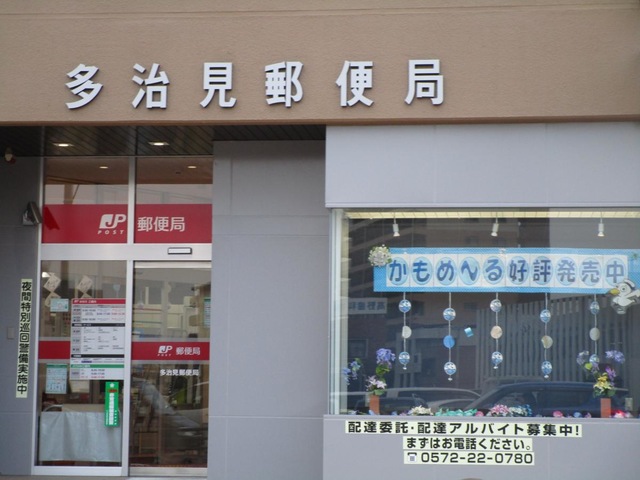 多治見郵便局
JP
POST
郵便局
かもめ〜る好評発売中
夜間特別巡回警備実施中
JP
POST
郵便局
多治見郵便局
配達委託・配達アルバイト募集中!
まずはお電話ください。
☎0572-22-0780